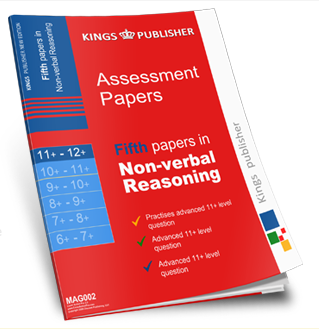 KINGS PUBLISHER
Assessment
Papers
Fifth papers in
Non-verbal
Reasoning
Practises advanced 11+ level
question
Advanced 11+ level
question
Advanced 11+ level
question
KINGS PUBLISHER NEW EDITION
Fifth papers in
Non-verbal Reasoning
11+ - 12+
10+ - 11+
9+ - 10+
8+ - 9+
7+ - 8+
6+ - 7+
MAG002
Kings publisher